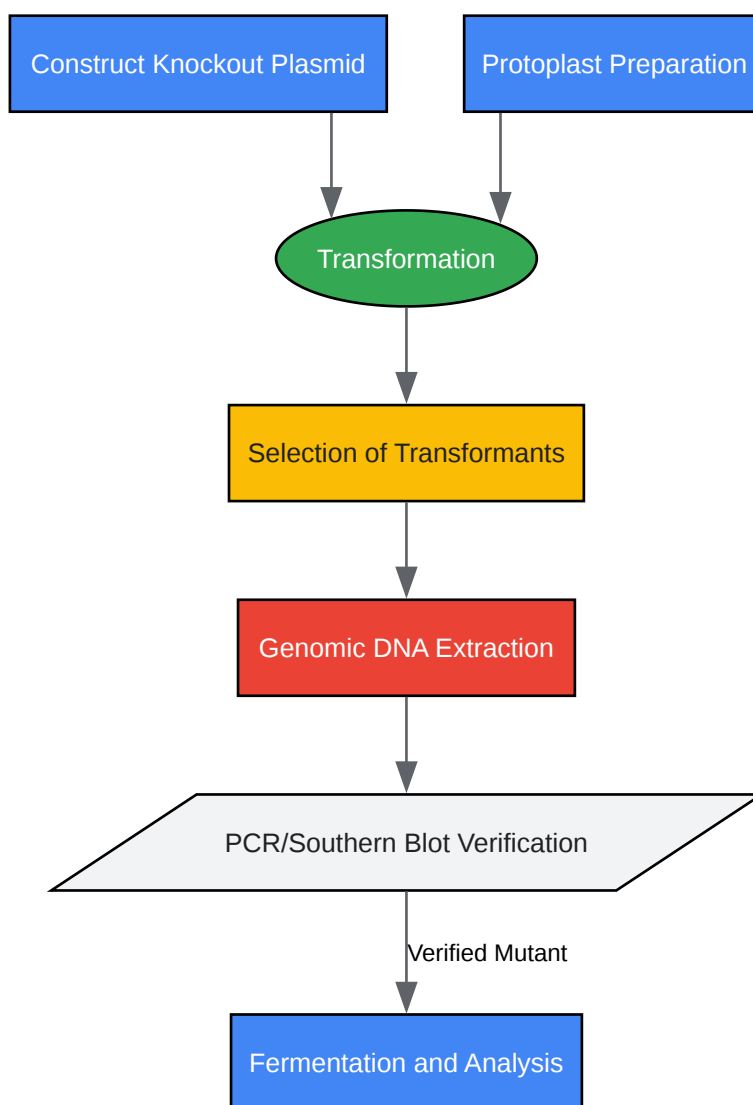 Construct Knockout Plasmid
Protoplast Preparation
Transformation
Selection of Transformants
Genomic DNA Extraction
PCR/Southern Blot Verification
Verified Mutant
Fermentation and Analysis